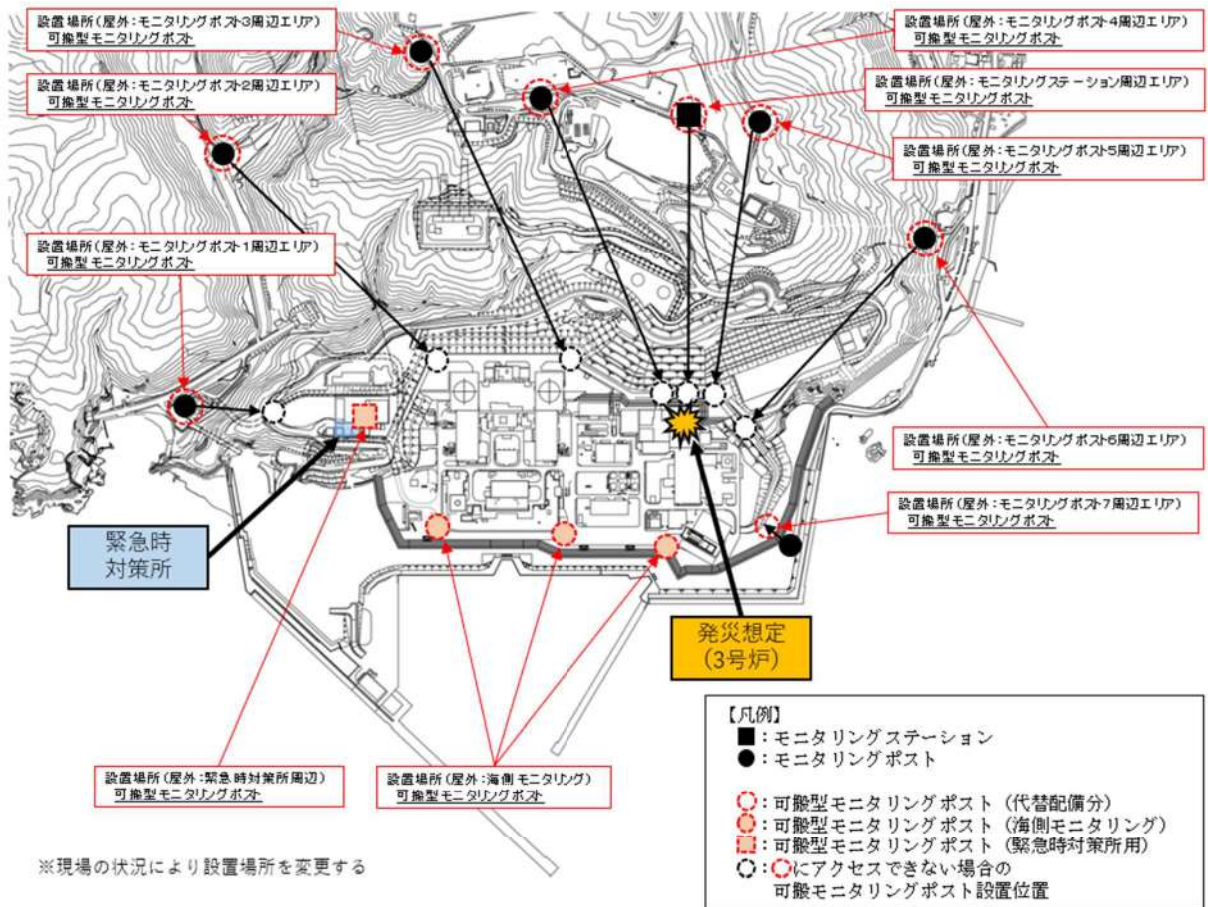 設置場所(屋外:モニタリングポスト3周辺エリア)
可搬型モニタリングポスト
設置場所(屋外:モニタリングポスト4周辺エリア)
可搬型モニタリングポスト
設置場所(屋外:モニタリングポスト2周辺エリア)
可搬型モニタリングポスト
設置場所(屋外:モニタリングステーション周辺エリア)
可搬型モニタリングポスト
設置場所(屋外:モニタリングポスト5周辺エリア)
可搬型モニタリングポスト
設置場所(屋外:モニタリングポスト1周辺エリア)
可搬型モニタリングポスト
設置場所(屋外:モニタリングポスト6周辺エリア)
可搬型モニタリングポスト
設置場所(屋外:モニタリングポスト7周辺エリア)
可搬型モニタリングポスト
緊急時
対策所
発災想定
(3号炉)
設置場所(屋外:緊急時対策所周辺)
可搬型モニタリングポスト
設置場所(屋外:海側モニタリング)
可搬型モニタリングポスト
※現場の状況により設置場所を変更する
【凡例】
■:モニタリングステーション
●:モニタリングポスト
:可搬型モニタリングポスト(代替配備分)
:可搬型モニタリングポスト(海側モニタリング)
:可搬型モニタリングポスト(緊急時対策所用)
:○にアクセスできない場合の
可搬モニタリングポスト設置位置